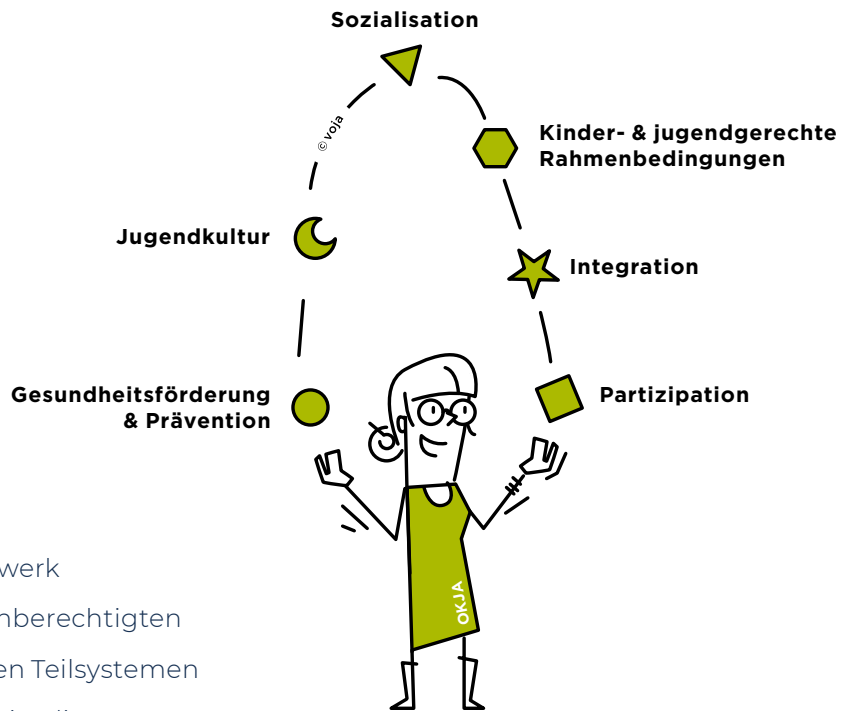 Sozialisation
© voja
Kinder- & jugendgerechte
Rahmenbedingungen
Jugendkultur
Integration
Gesundheitsförderung
& Prävention
Partizipation
OKJA
werk
nberechtigten
en Teilsystemen